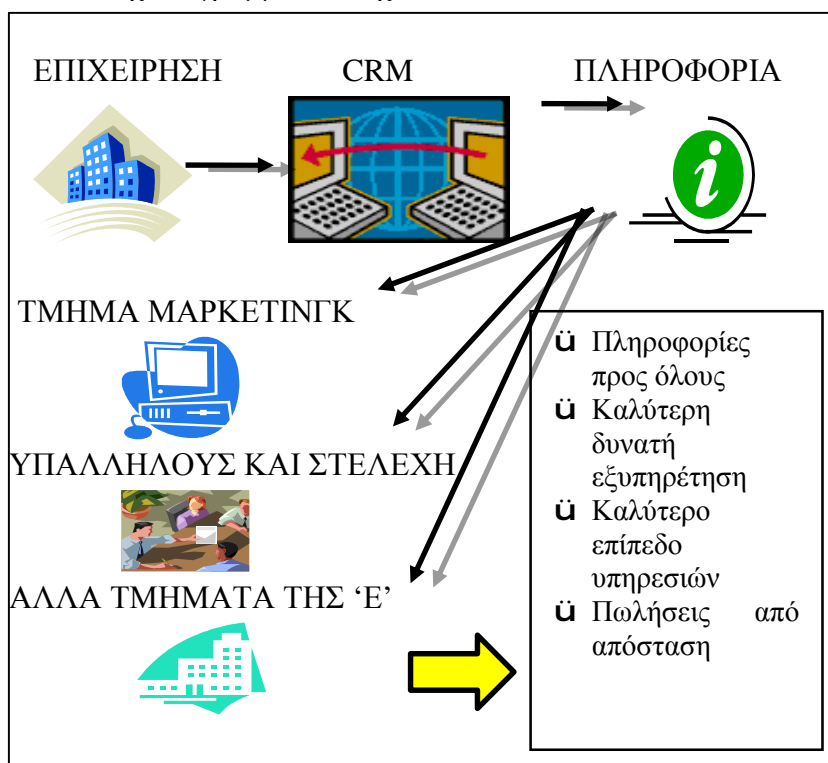 ΕΠΙΧΕΙΡΗΣΗ CRM ΠΛΗΡΟΦΟΡΙΑ
i
ΤΜΗΜΑ ΜΑΡΚΕΤΙΝΓΚ
ΥΠΑΛΛΗΛΟΥΣ ΚΑΙ ΣΤΕΛΕΧΗ
ΑΛΛΑ ΤΜΗΜΑΤΑ ΤΗΣ ‘Ε’
ü Πληροφορίες
προς όλους
ü Καλύτερη
δυνατή
εξυπηρέτηση
ü Καλύτερο
επίπεδο
υπηρεσιών
ü Πωλήσεις από
απόσταση